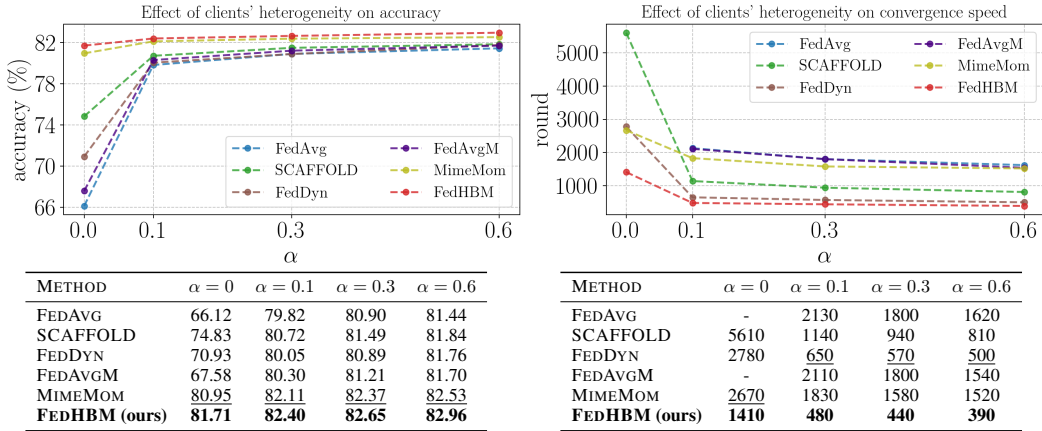 Effect of clients' heterogeneity on accuracy
accuracy (%)
82
78
74
70
66
FedAvg
SCAFFOLD
FedDyn
FedAvgM
MimeMom
FedHBM
0.0 0.1 0.3 0.6
α
METHOD α = 0 α = 0.1 α = 0.3 α = 0.6
FEDAVG 66.12 79.82 80.90 81.44
SCAFFOLD 74.83 80.72 81.49 81.84
FEDDYN 70.93 80.05 80.89 81.76
FEDAVGM 67.58 80.30 81.21 81.70
MIMEMOM 80.95 82.11 82.37 82.53
FEDHBM (ours) 81.71 82.40 82.65 82.96
Effect of clients' heterogeneity on convergence speed
round
5000
4000
3000
2000
1000
FedAvg
SCAFFOLD
FedDyn
FedAvgM
MimeMom
FedHBM
0.0 0.1 0.3 0.6
α
METHOD α = 0 α = 0.1 α = 0.3 α = 0.6
FEDAVG - 2130 1800 1620
SCAFFOLD 5610 1140 940 810
FEDDYN 2780 650 570 500
FEDAVGM - 2110 1800 1540
MIMEMOM 2670 1830 1580 1520
FEDHBM (ours) 1410 480 440 390